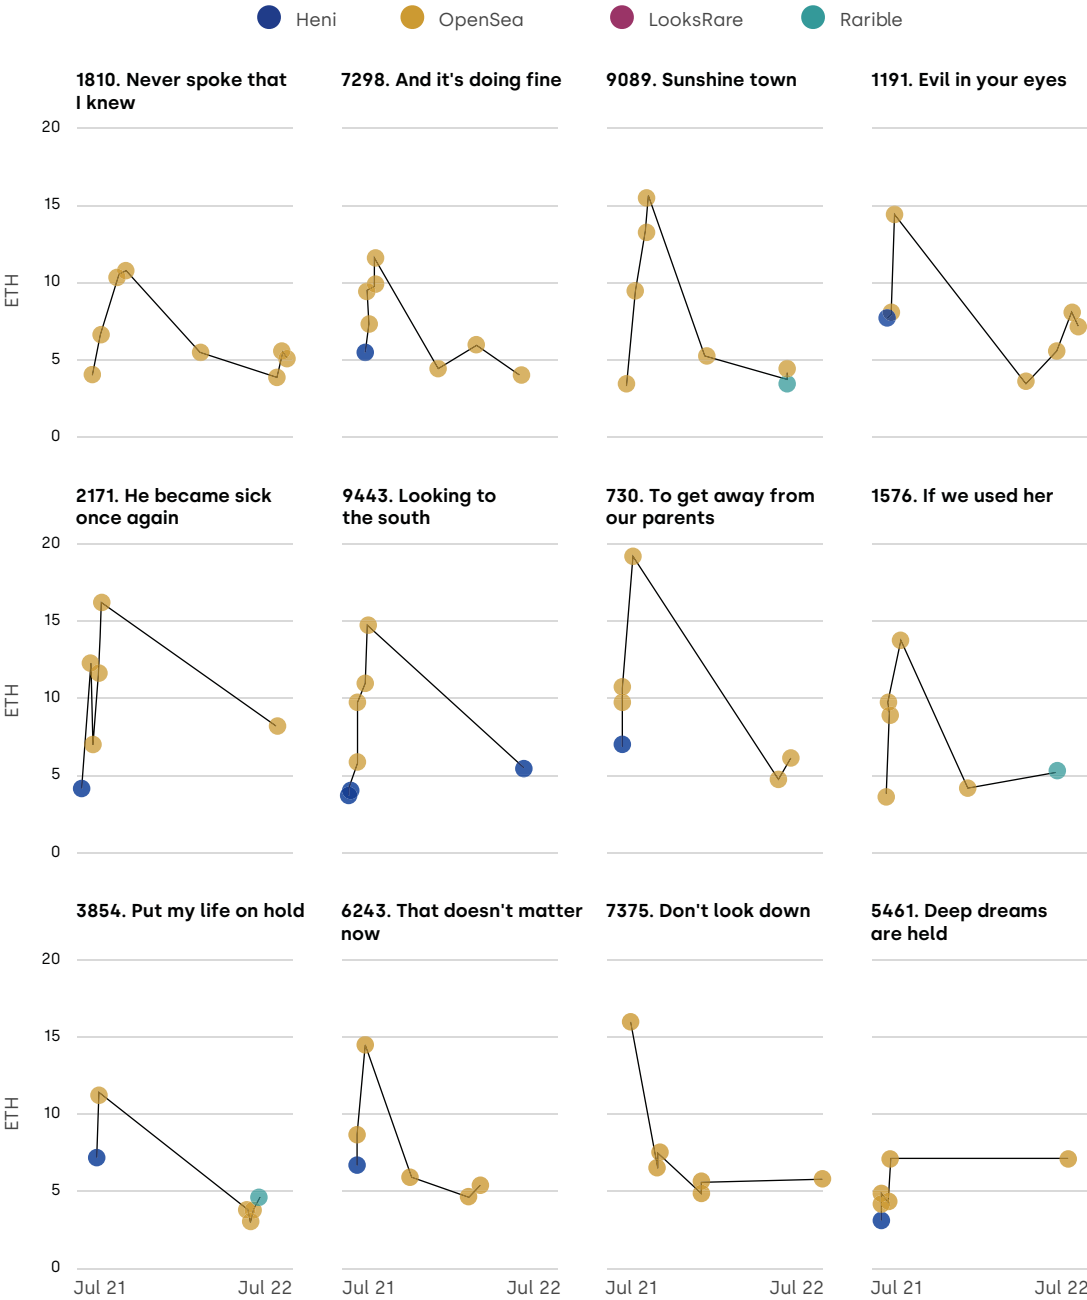 Heni OpenSea LooksRare Rarible
1810. Never spoke that
I knew
7298. And it's doing fine
9089. Sunshine town
1191. Evil in your eyes
20
15
10
5
0
ETH
2171. He became sick
once again
9443. Looking to
the south
730. To get away from
our parents
1576. If we used her
20
15
10
5
0
ETH
3854. Put my life on hold
6243. That doesn't matter
now
7375. Don't look down
5461. Deep dreams
are held
20
15
10
5
0
ETH
Jul 21 Jul 22 Jul 21 Jul 22 Jul 21 Jul 22 Jul 21 Jul 22